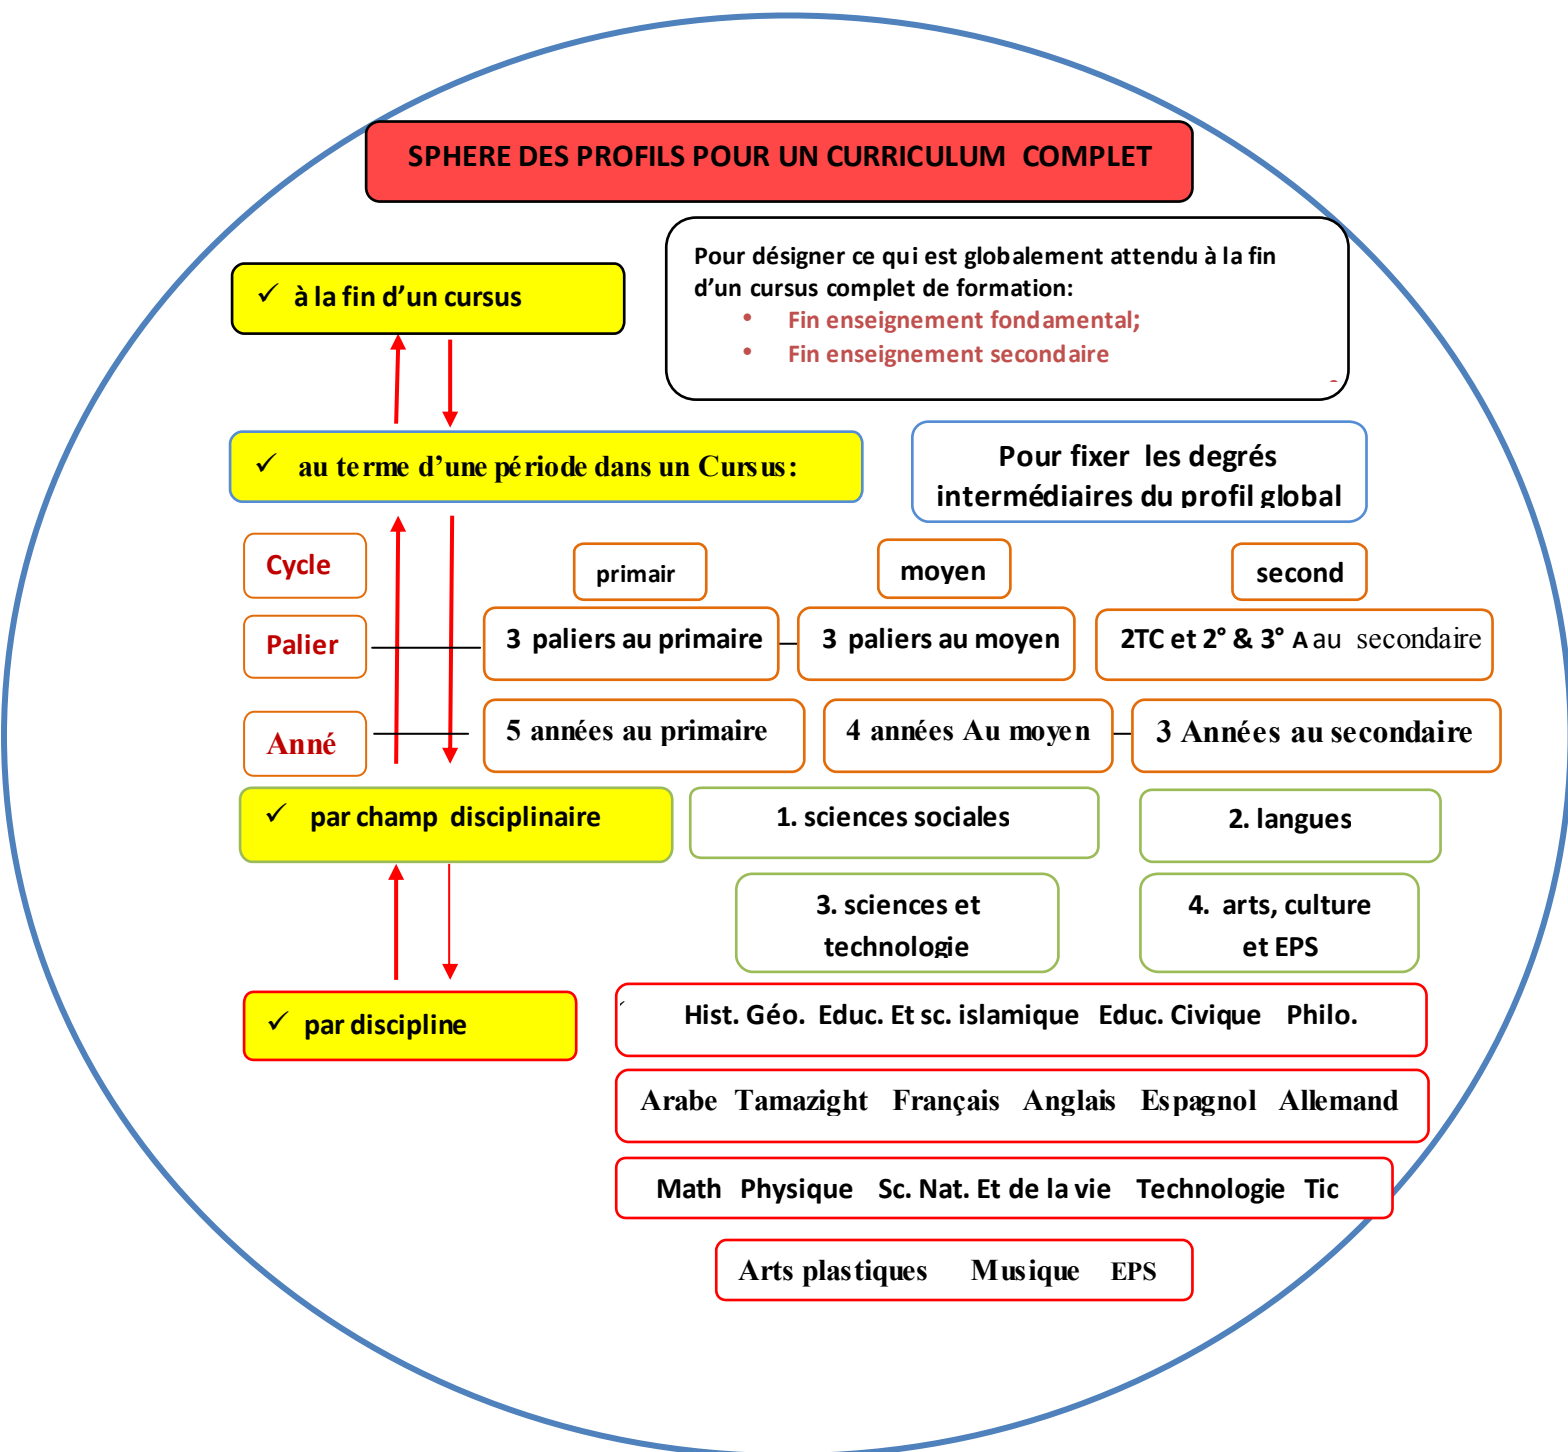 SPHERE DES PROFILS POUR UN CURRICULUM COMPLET
Pour désigner ce qui est globalement attendu à la fin
d'un cursus complet de formation:
• Fin enseignement fondamental;
• Fin enseignement secondaire
✓ à la fin d'un cursus
✓ au terme d'une période dans un Cursus:
Pour fixer les degrés
intermédiaires du profil global
Cycle
primair
moyen
second
Palier
3 paliers au primaire
3 paliers au moyen
2TC et 2° & 3° A au secondaire
Anné
5 années au primaire
4 années Au moyen
3 Années au secondaire
✓ par champ disciplinaire
1. sciences sociales
2. langues
3. sciences et
technologie
4. arts, culture
et EPS
✓ par discipline
Hist. Géo. Educ. Et sc. islamique Educ. Civique Philo.
Arabe Tamazight Français Anglais Espagnol Allemand
Math Physique Sc. Nat. Et de la vie Technologie Tic
Arts plastiques Musique EPS